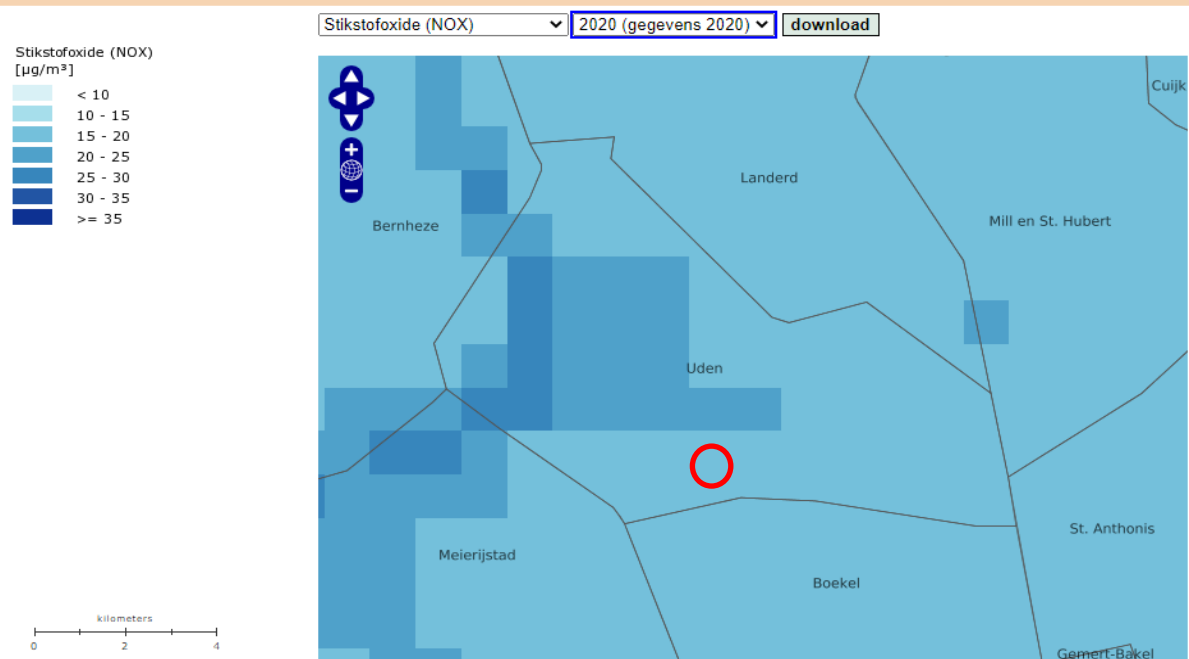 Stikstofoxide (NOX) 2020 (gegevens 2020) download
Stikstofoxide (NOX)
[µg/m³]
< 10
10 - 15
15 - 20
20 - 25
25 - 30
30 - 35
>= 35
Cuijk
Landerd
Mill en St. Hubert
Bernheze
Uden
St. Anthonis
Meierijstad
Boekel
Gemert-Bakel
kilometers
0 2 4